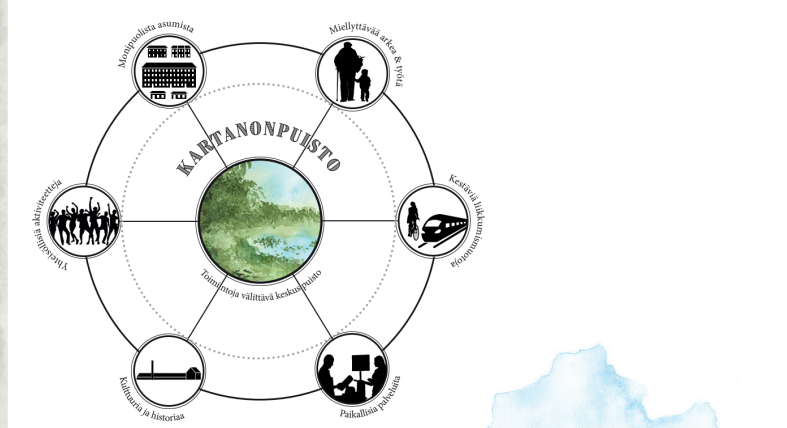 Monipuolista asumista
Miellyttävää arkea & työtä
KARTANONPUISTO
Yhteisöllisiä aktiviteetteja
Kestäviä liikkumismuotoja
Toimintoja välittävä keskuspuisto
Kulttuuria ja historiaa
Paikallisia palveluita